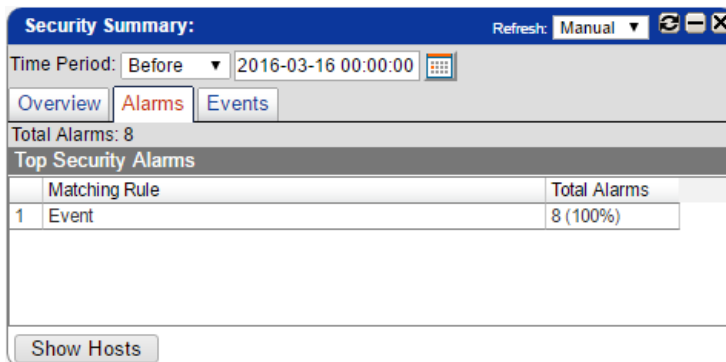 Security Summary: Refresh: Manual
Time Period: Before 2016-03-16 00:00:00
Overview Alarms Events
Total Alarms: 8
Top Security Alarms
Matching Rule Total Alarms
1 Event 8 (100%)
Show Hosts